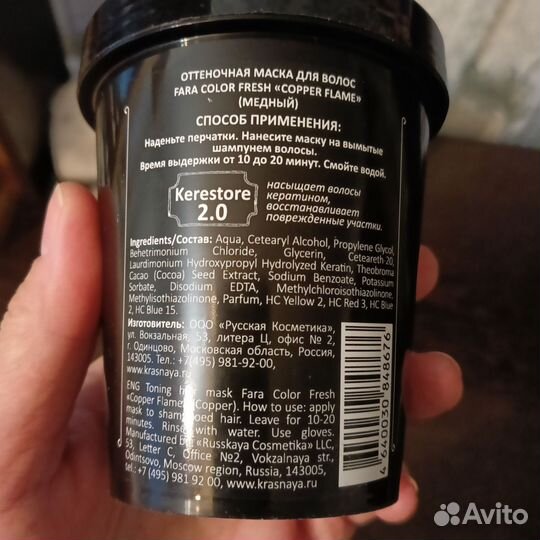 ОТТЕНОЧНАЯ МАСКА ДЛЯ ВОЛОС
FARA COLOR FRESH «COPPER FLAME»
(МЕДНЫЙ)
СПОСОБ ПРИМЕНЕНИЯ:
Наденьте перчатки. Нанесите маску на вымытые
шампунем волосы.
Время выдержки от 10 до 20 минут. Смойте водой.
Kerestore
2.0
насыщает волосы
кератином,
восстанавливает
поврежденные участки.
Ingredients/Состав: Aqua, Cetearyl Alcohol, Propylene Glycol,
Behetrimonium Chloride, Glycerin, Ceteareth 20,
Laurdimonium Hydroxypropyl Hydrolyzed Keratin, Theobroma
Cacao (Cocoa) Seed Extract, Sodium Benzoate, Potassium
Sorbate, Disodium EDTA, Methylchloroisothiazolinone,
Methylisothiazolinone, Parfum, HC Yellow 2, HC Red 3, HC Blue
2, HC Blue 15.
Изготовитель: ООО «Русская Косметика»,
ул. Вокзальная, 53, литера Ц, офис № 2,
г. Одинцово, Московская область, Россия,
143005. Тел.: +7(495) 981-92-00,
www.krasnaya.ru
ENG Toning hair mask Fara Color Fresh
«Copper Flame» (Copper). How to use: apply
mask to shampooed hair. Leave for 10-20
minutes. Rinse with water. Use gloves.
Manufactured by «Russkaya Cosmetika» LLC,
53, Letter C, Office №2, Vokzalnaya str.,
Odintsovo, Moscow region, Russia, 143005,
tel.: +7 (495) 981 92 00, www.krasnaya.ru
4 640030 848676
Avito